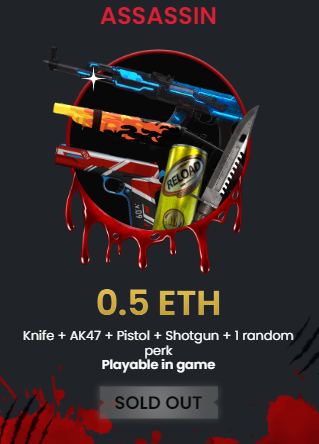 ASSASSIN
RELOAD
0.5 ETH
Knife + AK47 + Pistol + Shotgun + 1 random
perk
Playable in game
SOLD OUT